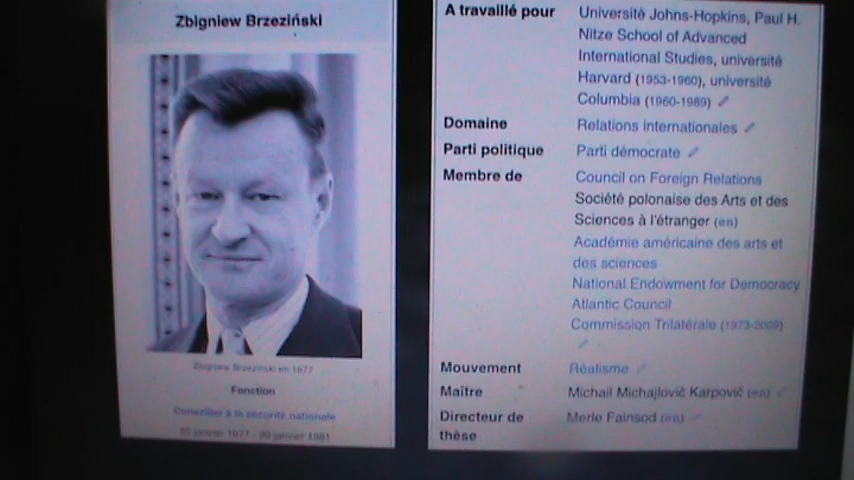 Zbigniew Brzeziński
Zbigniew Brzeziński en 1977
Fonction
Conseiller à la sécurité nationale
20 janvier 1977 - 20 janvier 1981
A travaillé pour
Université Johns-Hopkins, Paul H.
Nitze School of Advanced
International Studies, université
Harvard (1953-1960), université
Columbia (1960-1989)
Domaine
Relations internationales
Parti politique
Parti démocrate
Membre de
Council on Foreign Relations
Société polonaise des Arts et des
Sciences à l'étranger (en)
Académie américaine des arts et
des sciences
National Endowment for Democracy
Atlantic Council
Commission Trilatérale (1973-2009)
Mouvement
Réalisme
Maître
Michail Michajlovič Karpovič (en)
Directeur de
thèse
Merle Fainsod (en)